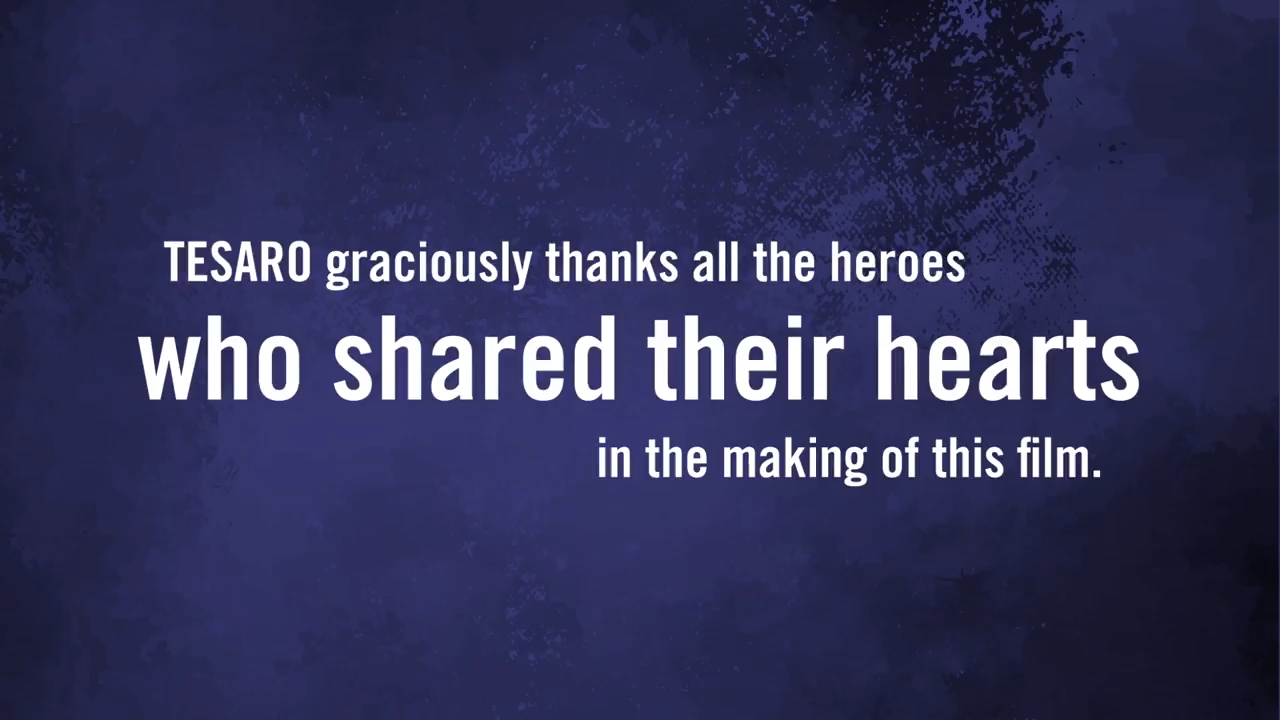 TESARO graciously thanks all the heroes
who shared their hearts
in the making of this film.